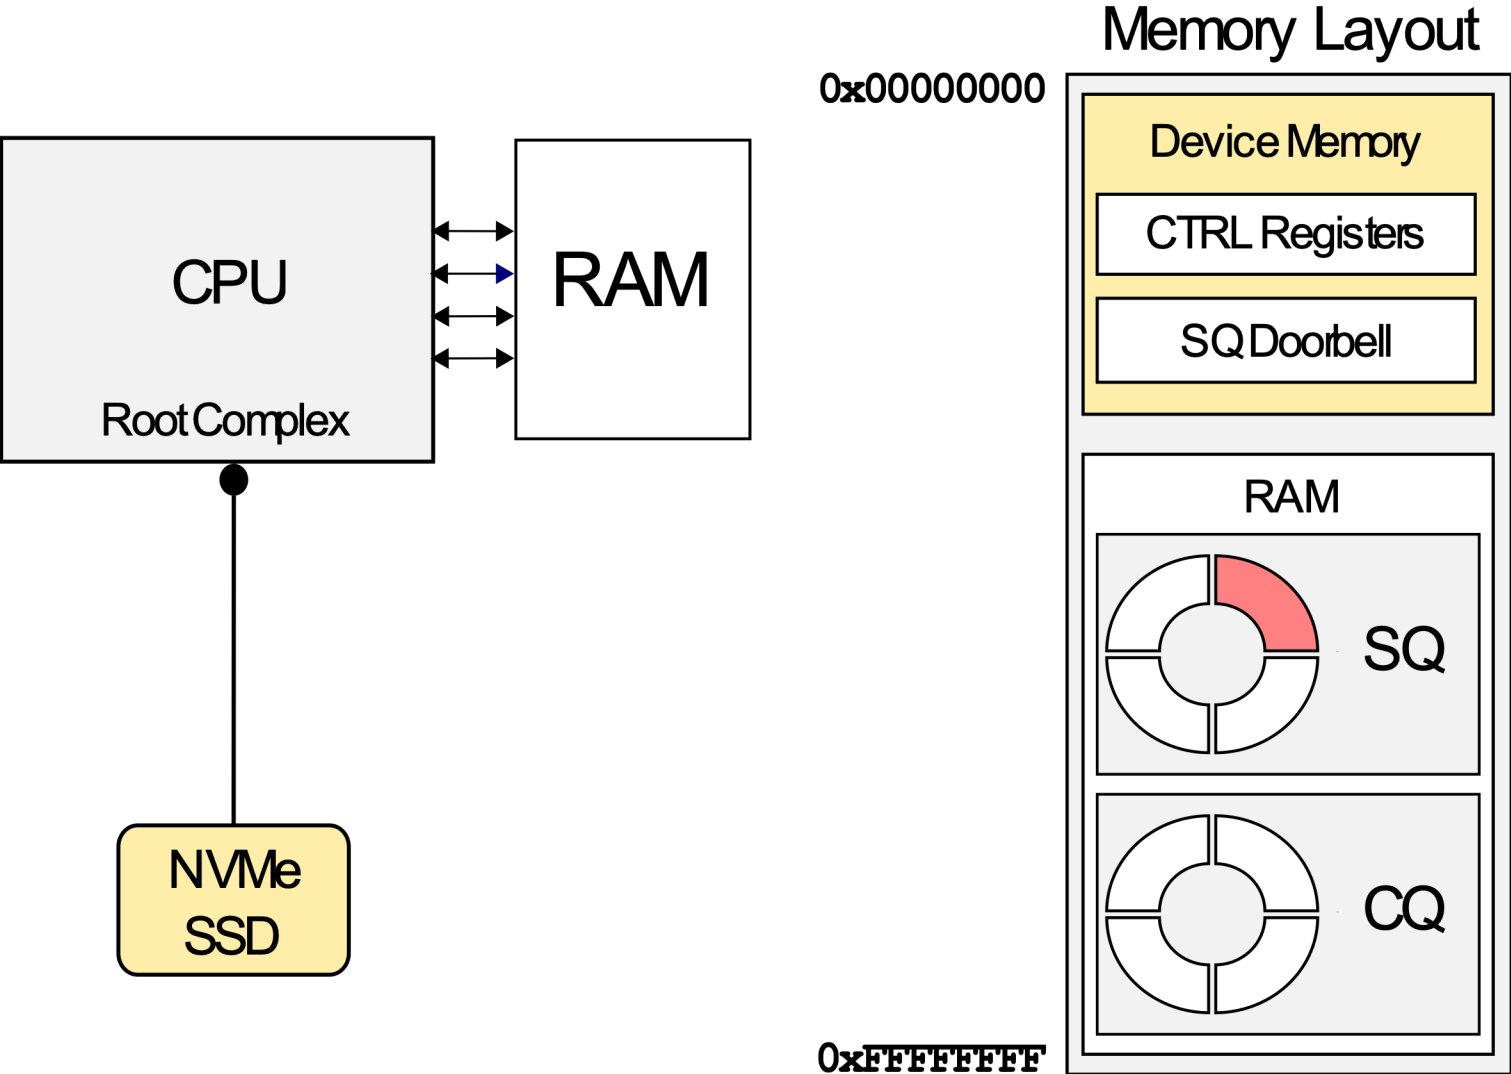 Memory Layout
0x00000000
Device Memory
CTRL Registers
SQ Doorbell
CPU
Root Complex
RAM
RAM
SQ
CQ
NVMe
SSD
0xFFFFFFFF